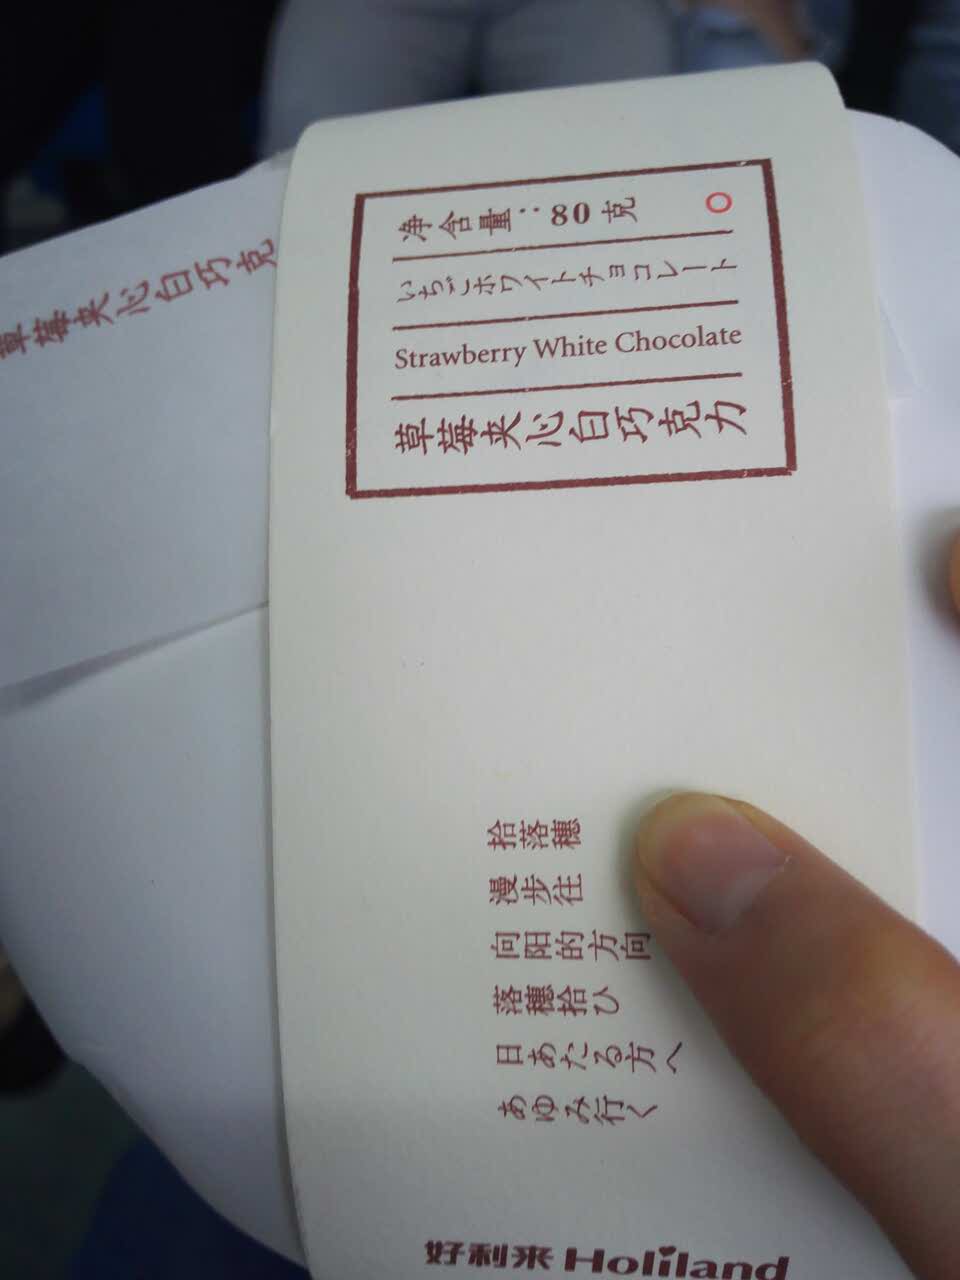 净含量：80克
いちごホワイトチョコレート
Strawberry White Chocolate
草莓夹心白巧克力
拾落穗
漫步往
向阳的方向
落穗拾ひ
日あたる方へ
あゆみ行く
好利来 Holiland
草莓夹心白巧克